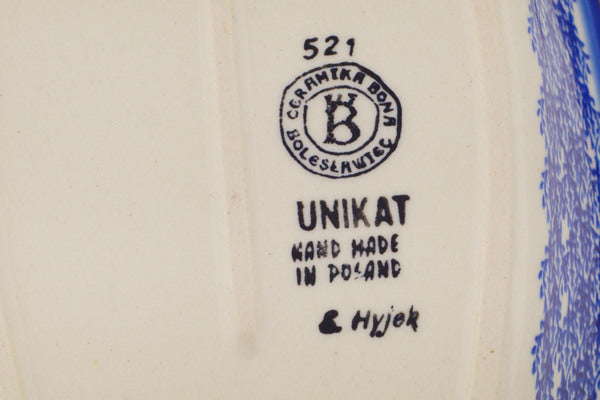 521
CERAMIKA BONA
B
BOLESŁAWIEC
UNIKAT
HAND MADE
IN POLAND
& Hyjek